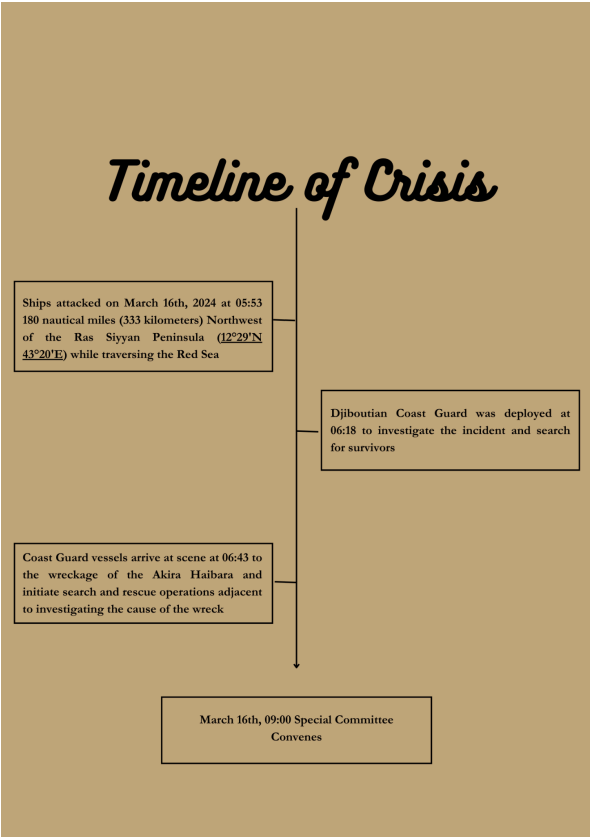 Timeline of Crisis
Ships attacked on March 16th, 2024 at 05:53
180 nautical miles (333 kilometers) Northwest
of the Ras Siyyan Peninsula (12°29'N
43°20'E) while traversing the Red Sea
Djiboutian Coast Guard was deployed at
06:18 to investigate the incident and search
for survivors
Coast Guard vessels arrive at scene at 06:43 to
the wreckage of the Akira Haibara and
initiate search and rescue operations adjacent
to investigating the cause of the wreck
March 16th, 09:00 Special Committee
Convenes